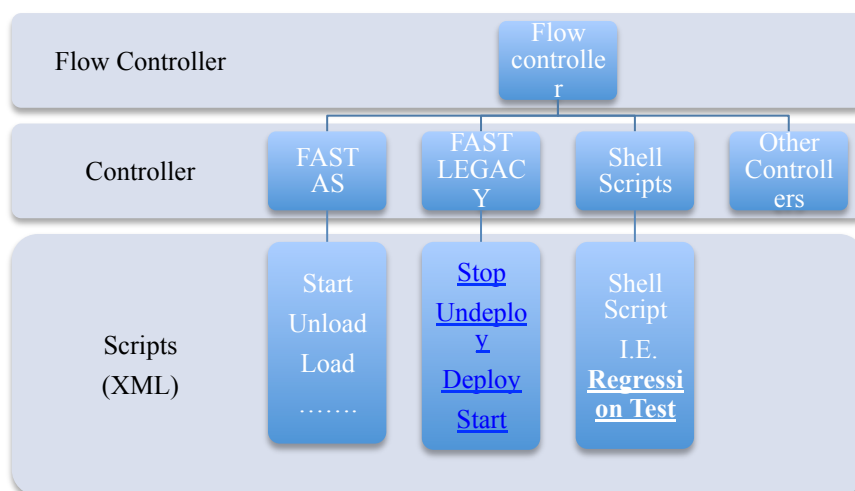 Flow Controller
Flow
controlle
r
Controller
FAST
AS
FAST
LEGAC
Y
Shell
Scripts
Other
Controll
ers
Scripts
(XML)
Start
Unload
Load
…….
Stop
Undeplo
y
Deploy
Start
Shell
Script
I.E.
Regressi
on Test